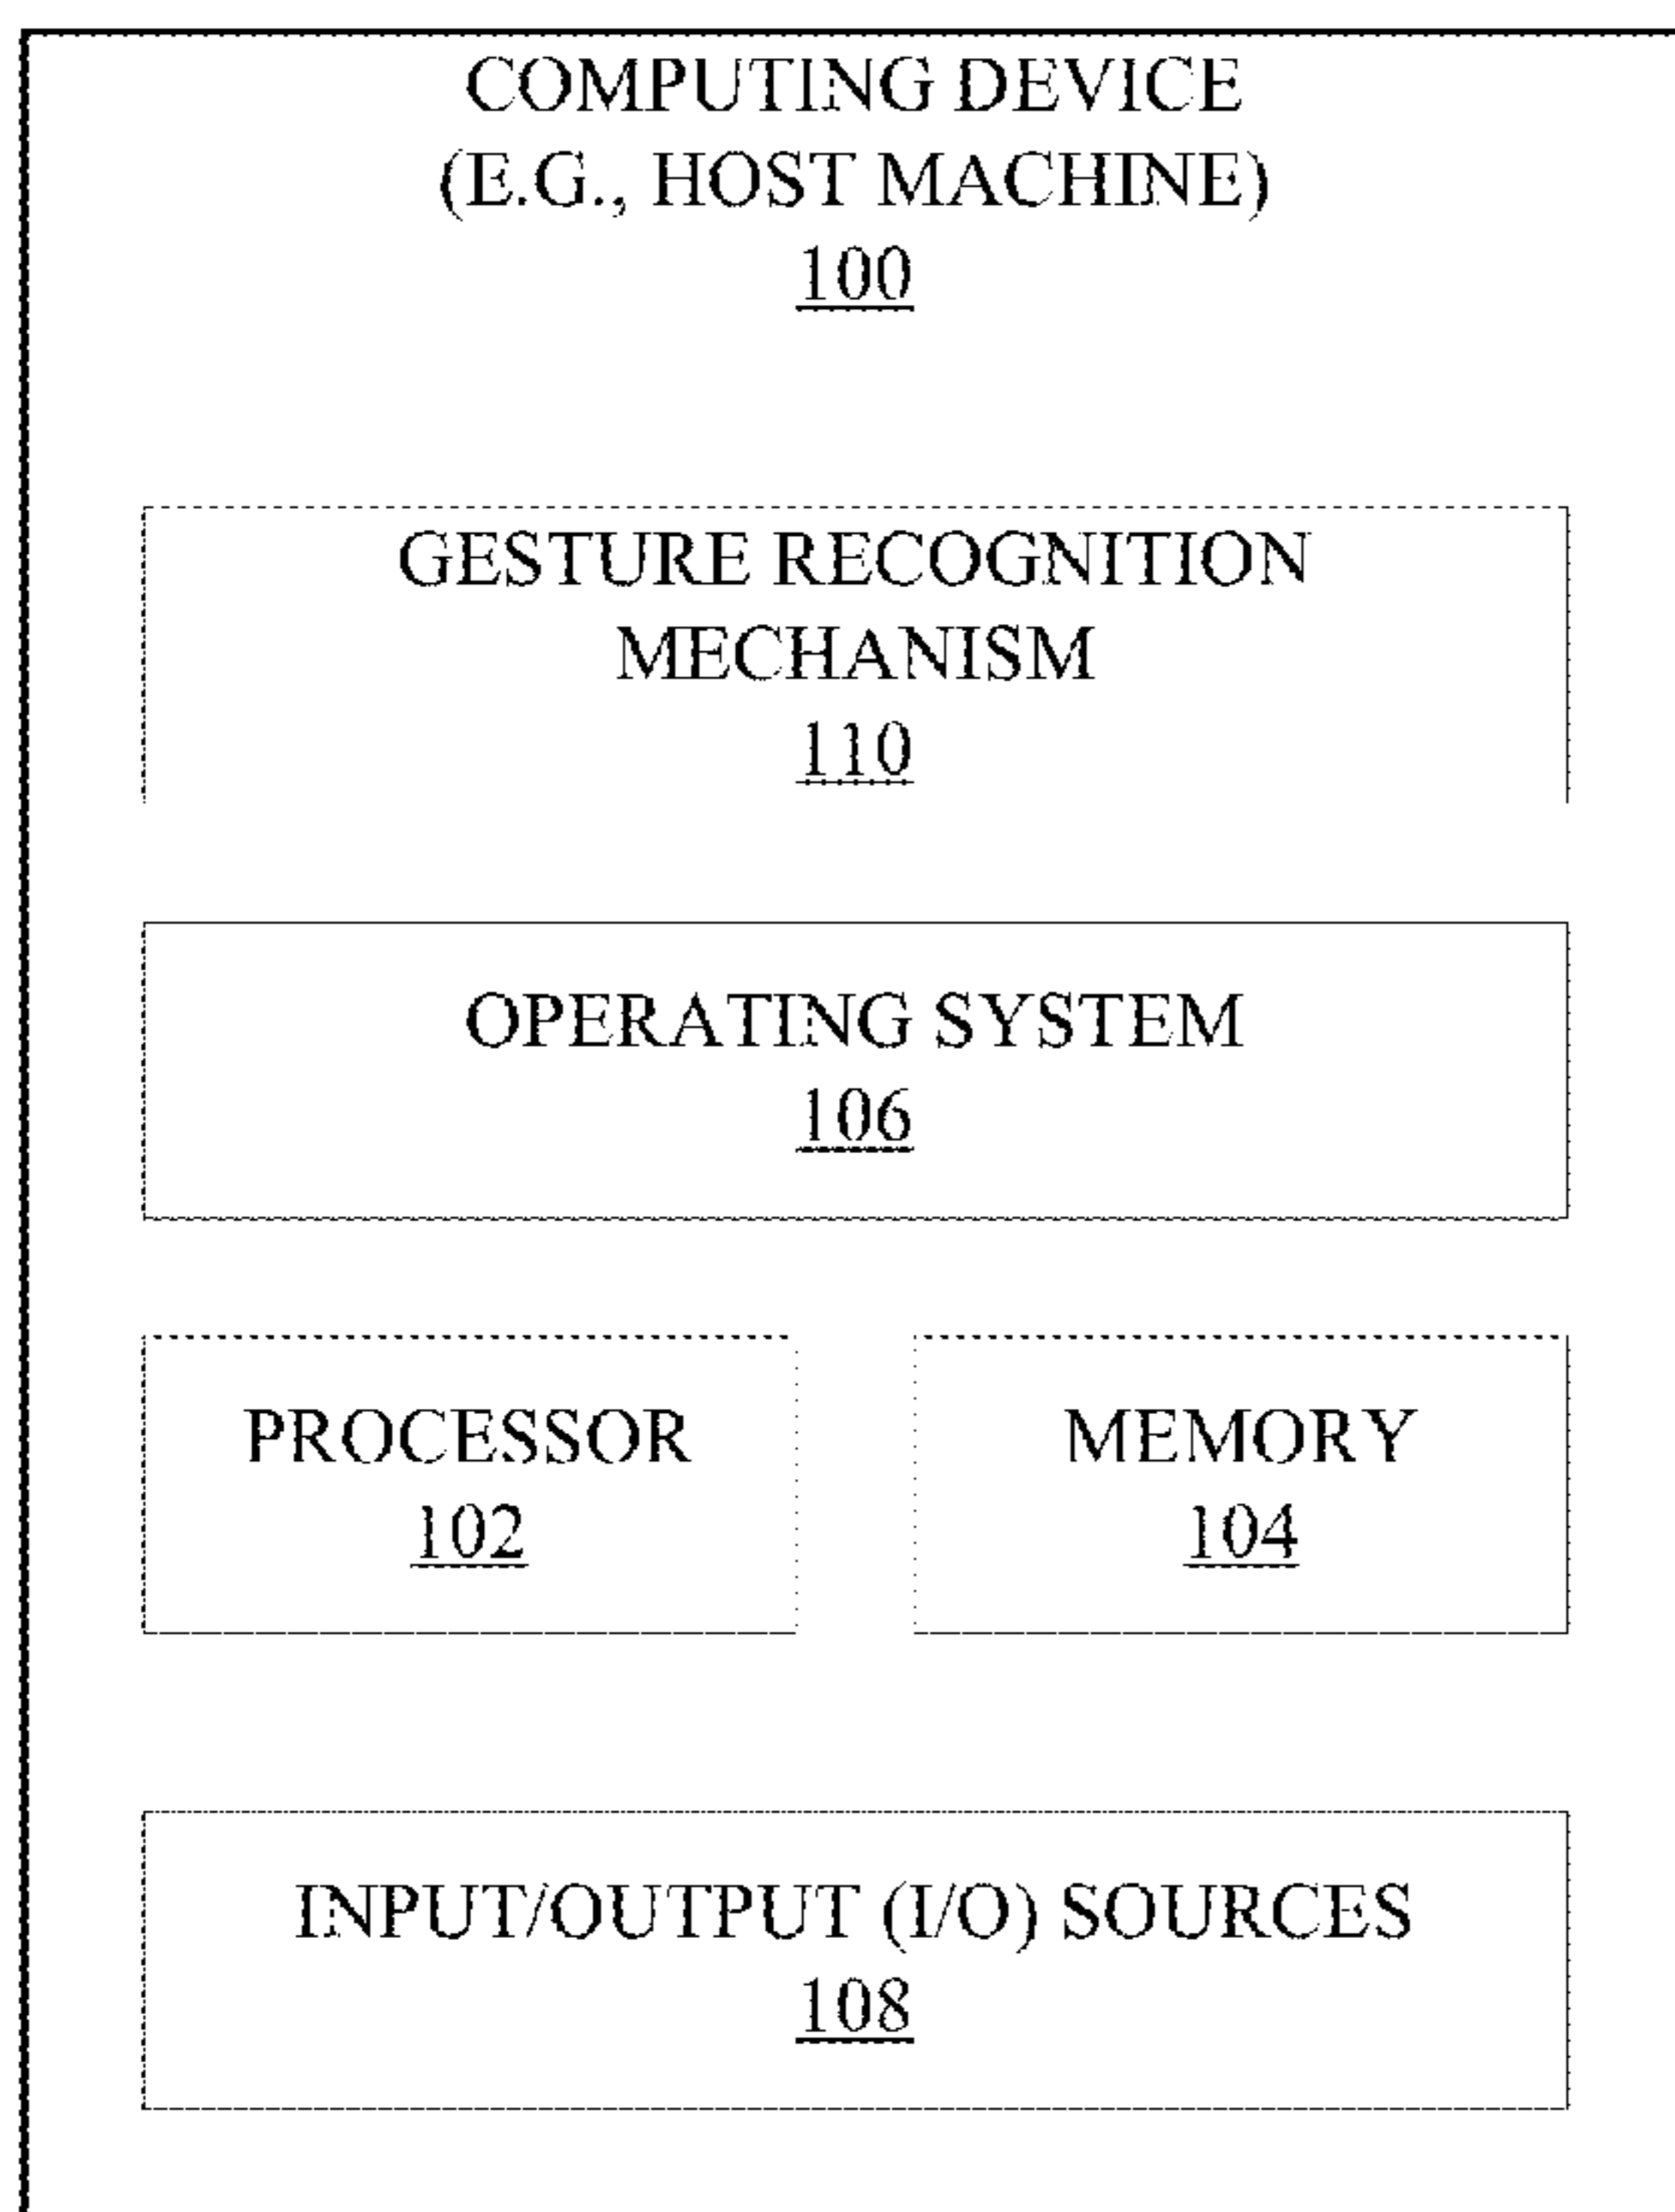 COMPUTING DEVICE
(E.G., HOST MACHINE)
100
GESTURE RECOGNITION
MECHANISM
110
OPERATING SYSTEM
106
PROCESSOR
102
MEMORY
104
INPUT/OUTPUT (I/O) SOURCES
108